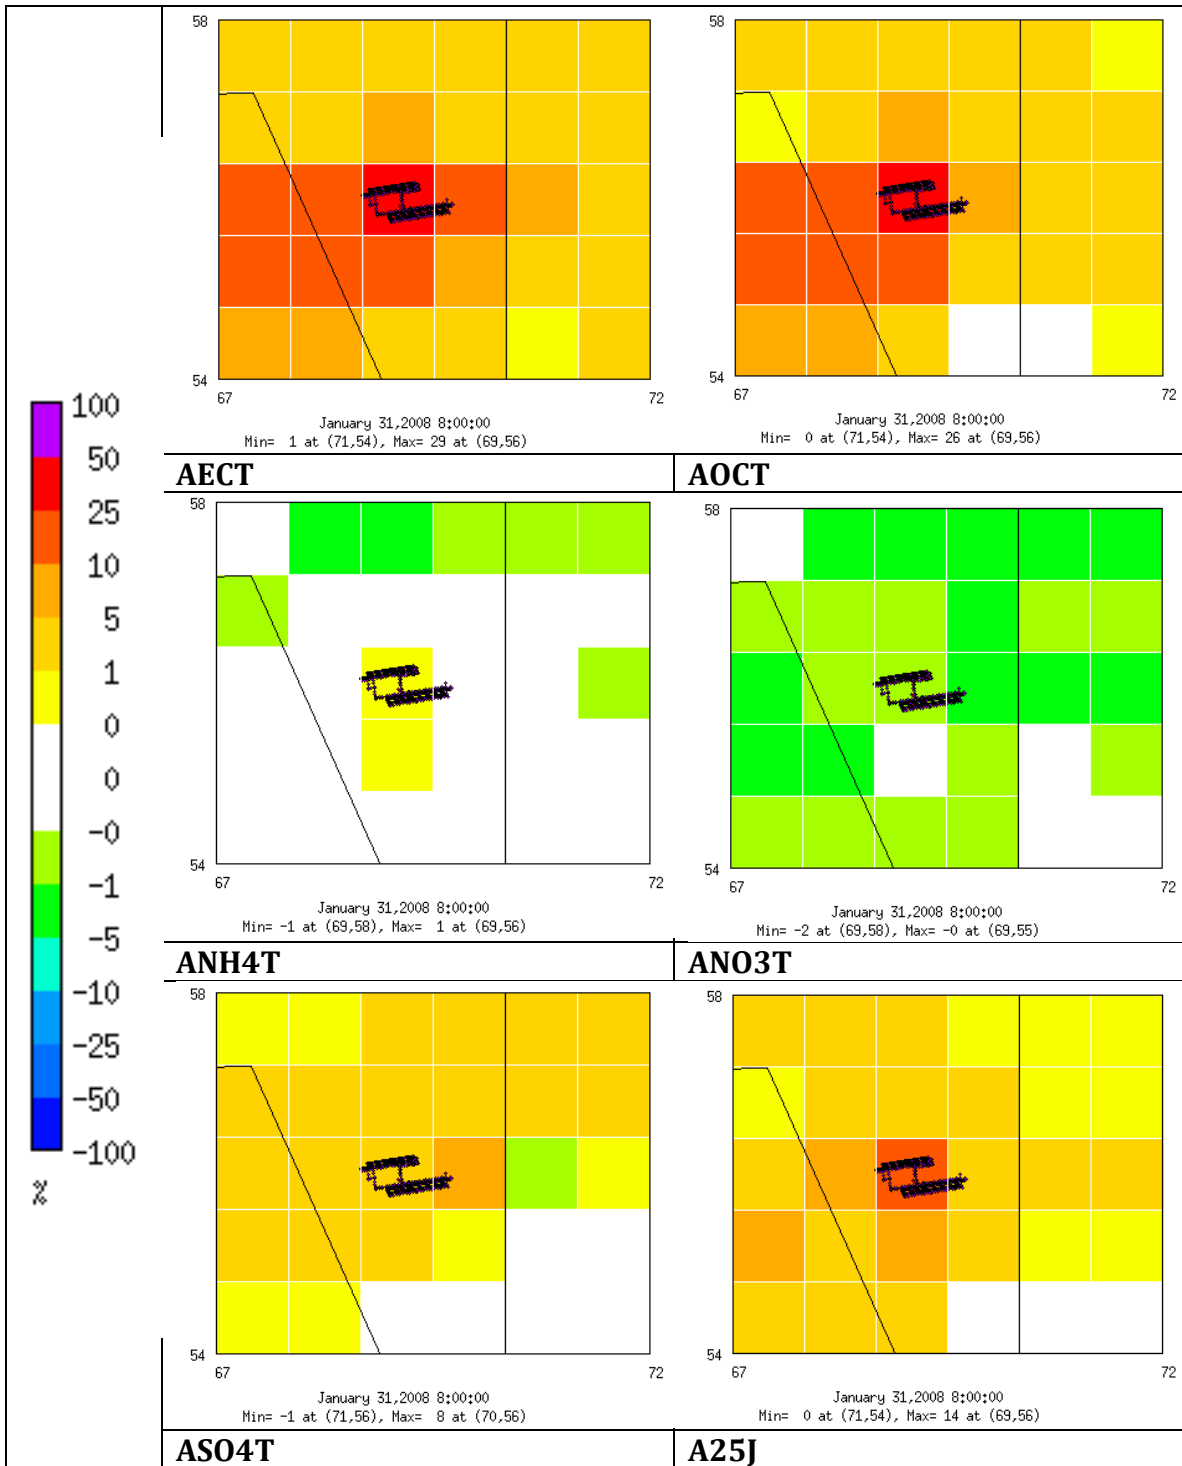 100
50
25
10
5
1
0
0
-0
-1
-5
-10
-25
-50
-100
%
58
54
67
72
January 31,2008 8:00:00
Min= 1 at (71,54), Max= 29 at (69,56)
AECT
58
54
67
72
January 31,2008 8:00:00
Min= 0 at (71,54), Max= 26 at (69,56)
AOCT
58
54
67
72
January 31,2008 8:00:00
Min= -1 at (69,58), Max= 1 at (69,56)
ANH4T
58
54
67
72
January 31,2008 8:00:00
Min= -2 at (69,58), Max= -0 at (69,55)
ANO3T
58
54
67
72
January 31,2008 8:00:00
Min= -1 at (71,56), Max= 8 at (70,56)
ASO4T
58
54
67
72
January 31,2008 8:00:00
Min= 0 at (71,54), Max= 14 at (69,56)
A25J